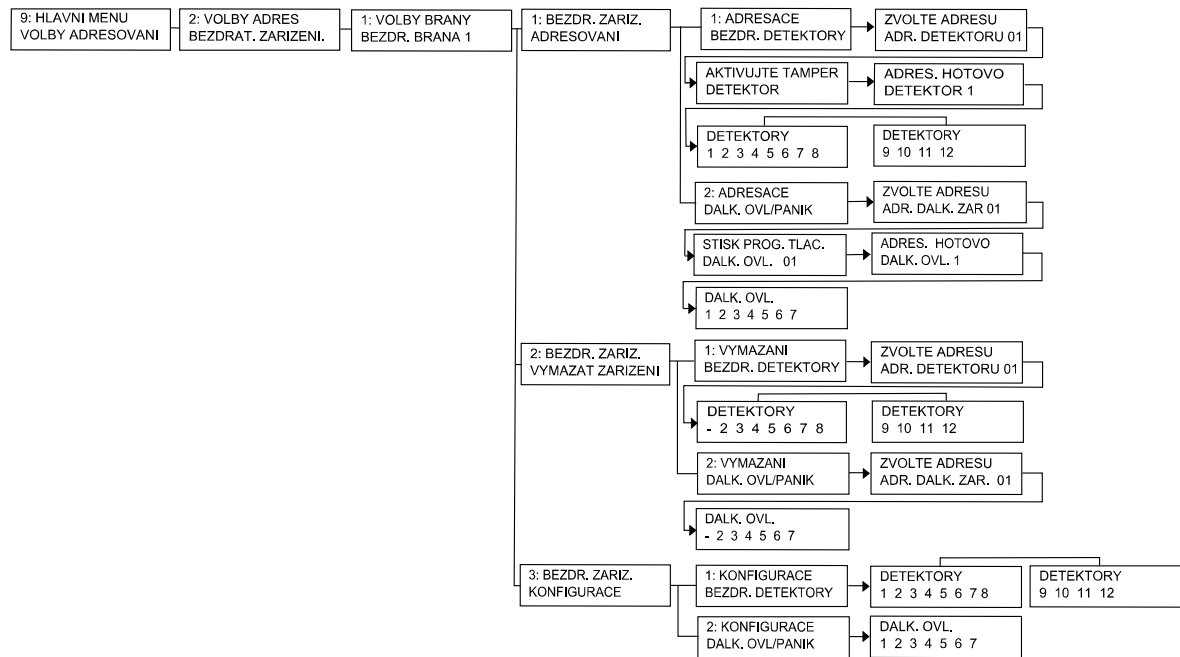 9: HLAVNI MENU
VOLBY ADRESOVANI
2: VOLBY ADRES
BEZDRAT. ZARIZENI.
1: VOLBY BRANY
BEZDR. BRANA 1
1: BEZDR. ZARIZ.
ADRESOVANI
1: ADRESACE
BEZDR. DETEKTORY
ZVOLTE ADRESU
ADR. DETEKTORU 01
AKTIVUJTE TAMPER
DETEKTOR
ADRES. HOTOVO
DETEKTOR 1
DETEKTORY
1 2 3 4 5 6 7 8
DETEKTORY
9 10 11 12
2: ADRESACE
DALK. OVL/PANIK
ZVOLTE ADRESU
ADR. DALK. ZAR 01
STISK PROG. TLAC.
DALK. OVL. 01
ADRES. HOTOVO
DALK. OVL. 1
DALK. OVL.
1 2 3 4 5 6 7
2: BEZDR. ZARIZ.
VYMAZAT ZARIZENI
1: VYMAZANI
BEZDR. DETEKTORY
ZVOLTE ADRESU
ADR. DETEKTORU 01
DETEKTORY
- 2 3 4 5 6 7 8
DETEKTORY
9 10 11 12
2: VYMAZANI
DALK. OVL/PANIK
ZVOLTE ADRESU
ADR. DALK. ZAR. 01
DALK. OVL.
- 2 3 4 5 6 7
3: BEZDR. ZARIZ.
KONFIGURACE
1: KONFIGURACE
BEZDR. DETEKTORY
DETEKTORY
1 2 3 4 5 6 7 8
DETEKTORY
9 10 11 12
2: KONFIGURACE
DALK. OVL/PANIK
DALK. OVL.
1 2 3 4 5 6 7